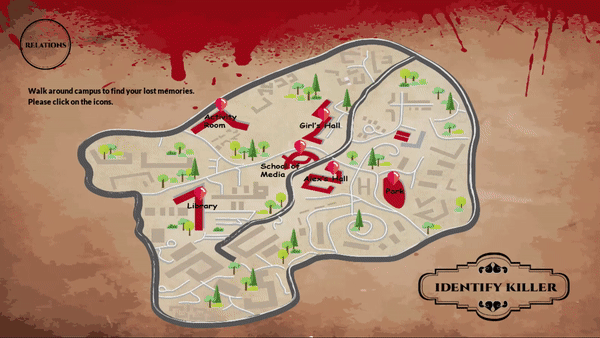 RELATIONS
Walk around campus to find your lost memories.
Please click on the icons.
Activity
Room
Girl's Hall
School of
Media
Men's Hall
Park
Library
IDENTIFY KILLER